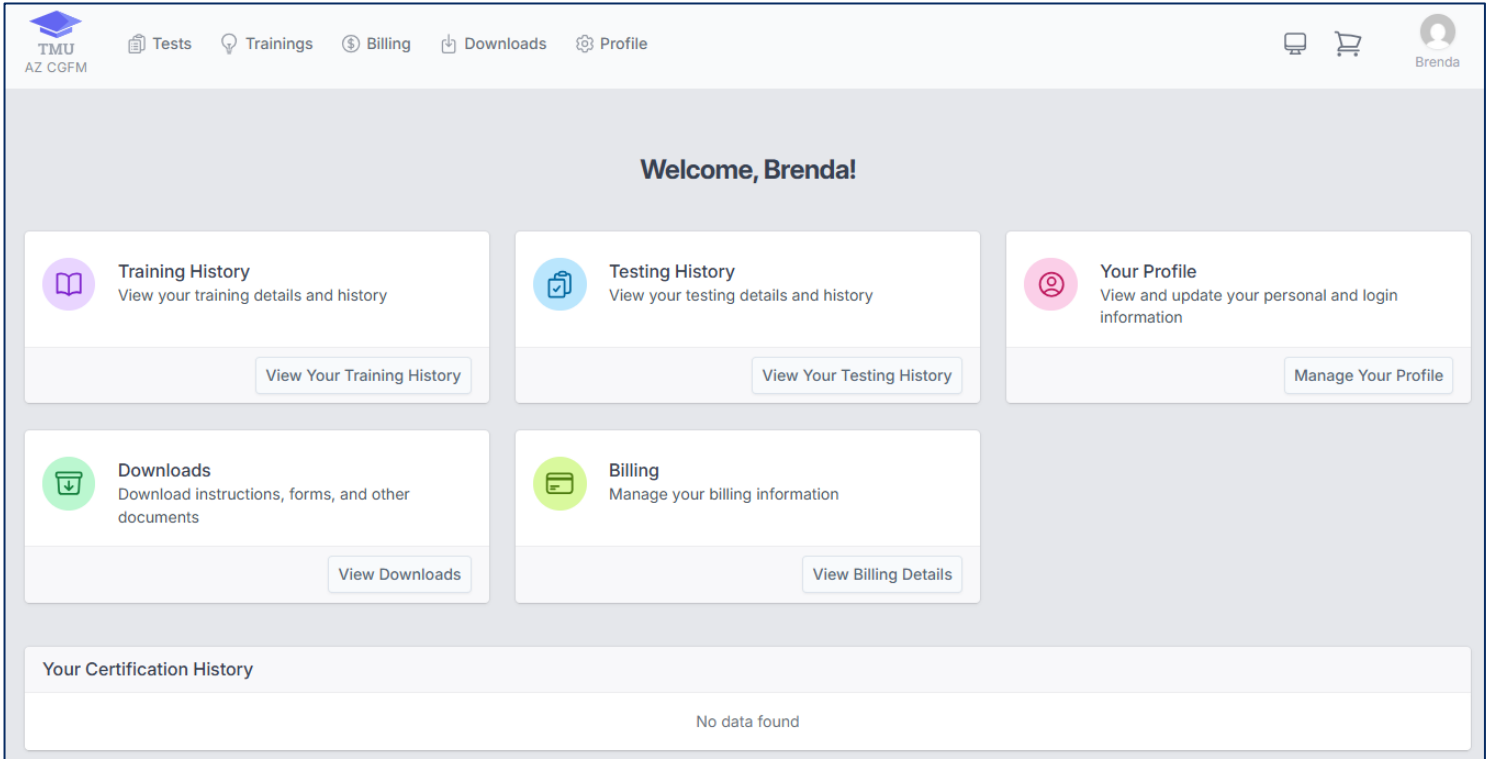 TMU
AZ CGFM
Tests Trainings Billing Downloads Profile
Brenda
Welcome, Brenda!
Training History
View your training details and history
View Your Training History
Testing History
View your testing details and history
View Your Testing History
Your Profile
View and update your personal and login
information
Manage Your Profile
Downloads
Download instructions, forms, and other
documents
View Downloads
Billing
Manage your billing information
View Billing Details
Your Certification History
No data found